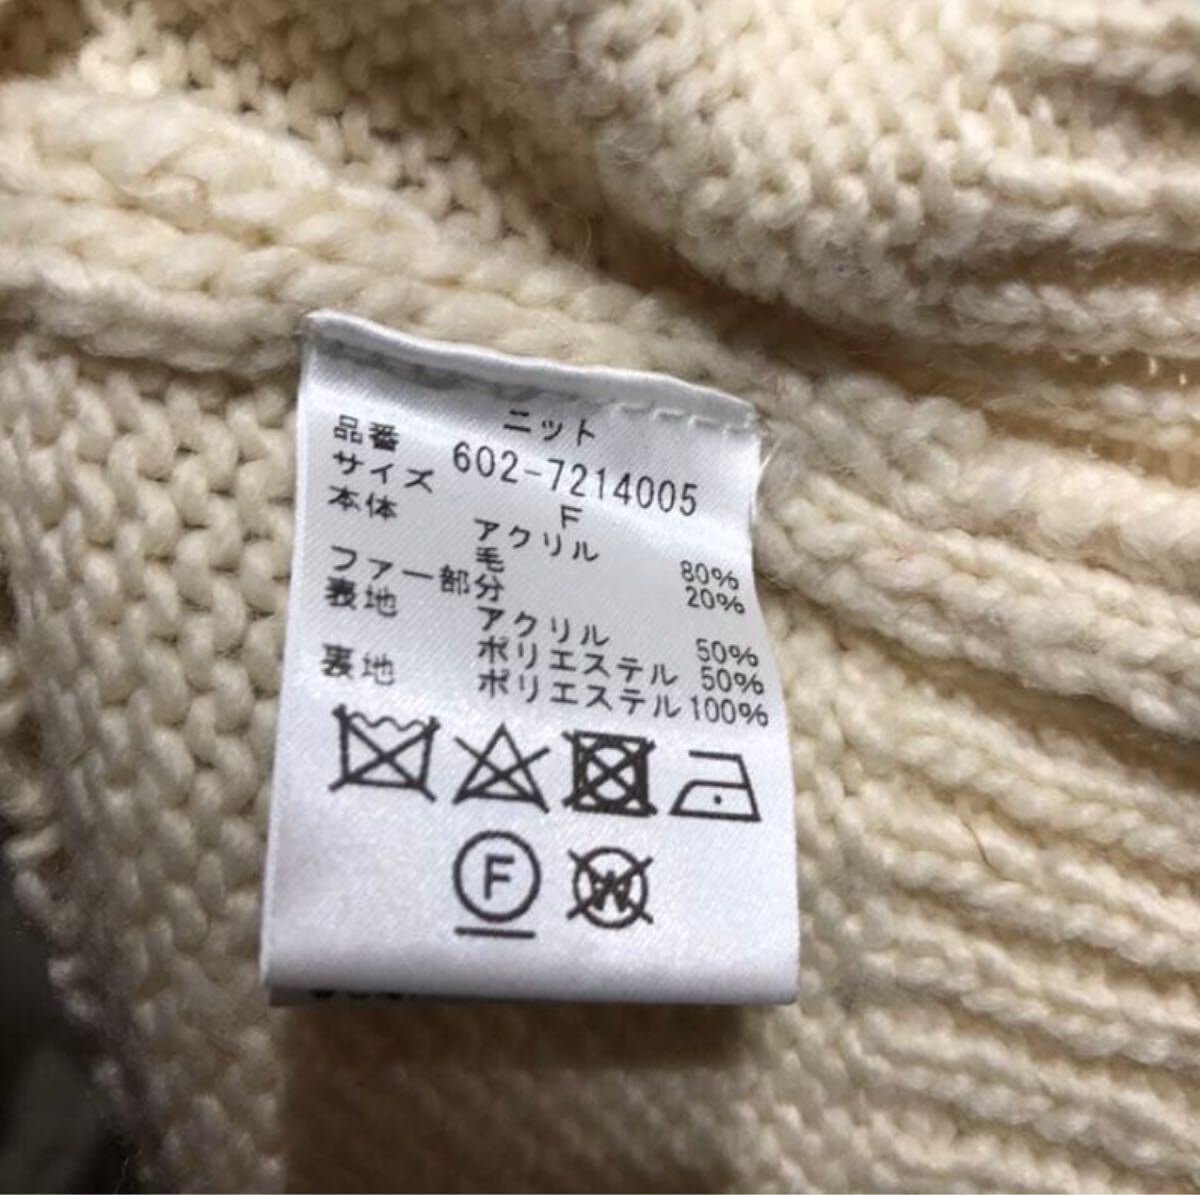 ニット
品番 602-7214005
サイズ F
本体 アクリル 80%
毛 20%
ファー部分
表地 アクリル 50%
ポリエステル 50%
裏地 ポリエステル 100%
F
W